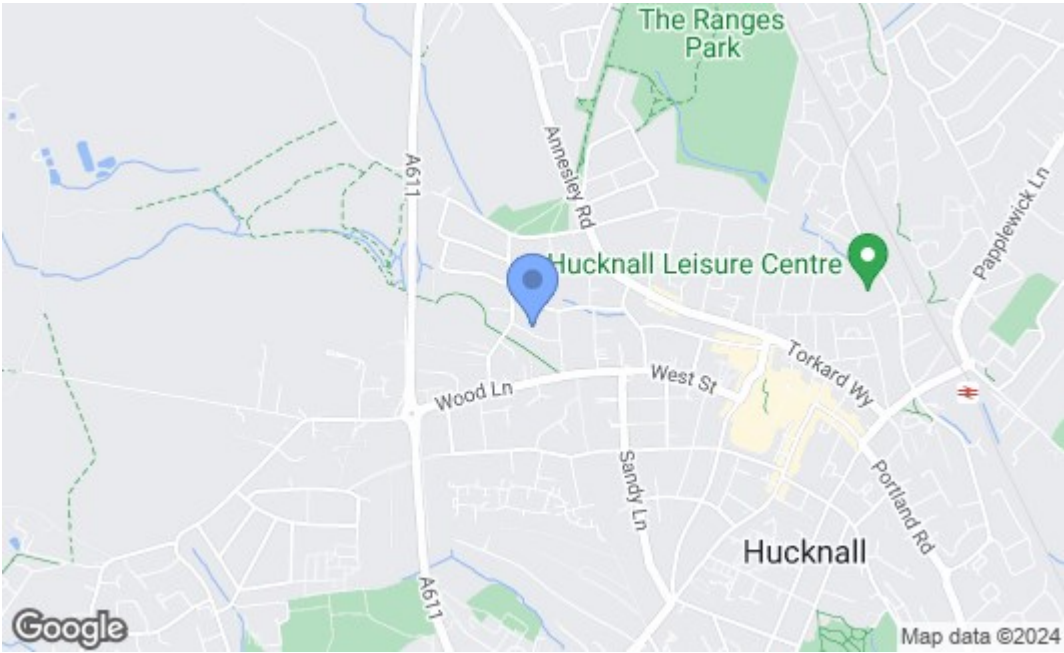 The Ranges
Park
A611
Annesley Rd
Papplewick Ln
Hucknall Leisure Centre
Torkard Wy
West St
Wood Ln
Sandy Ln
Portland Rd
Hucknall
A611
Google
Map data ©2024